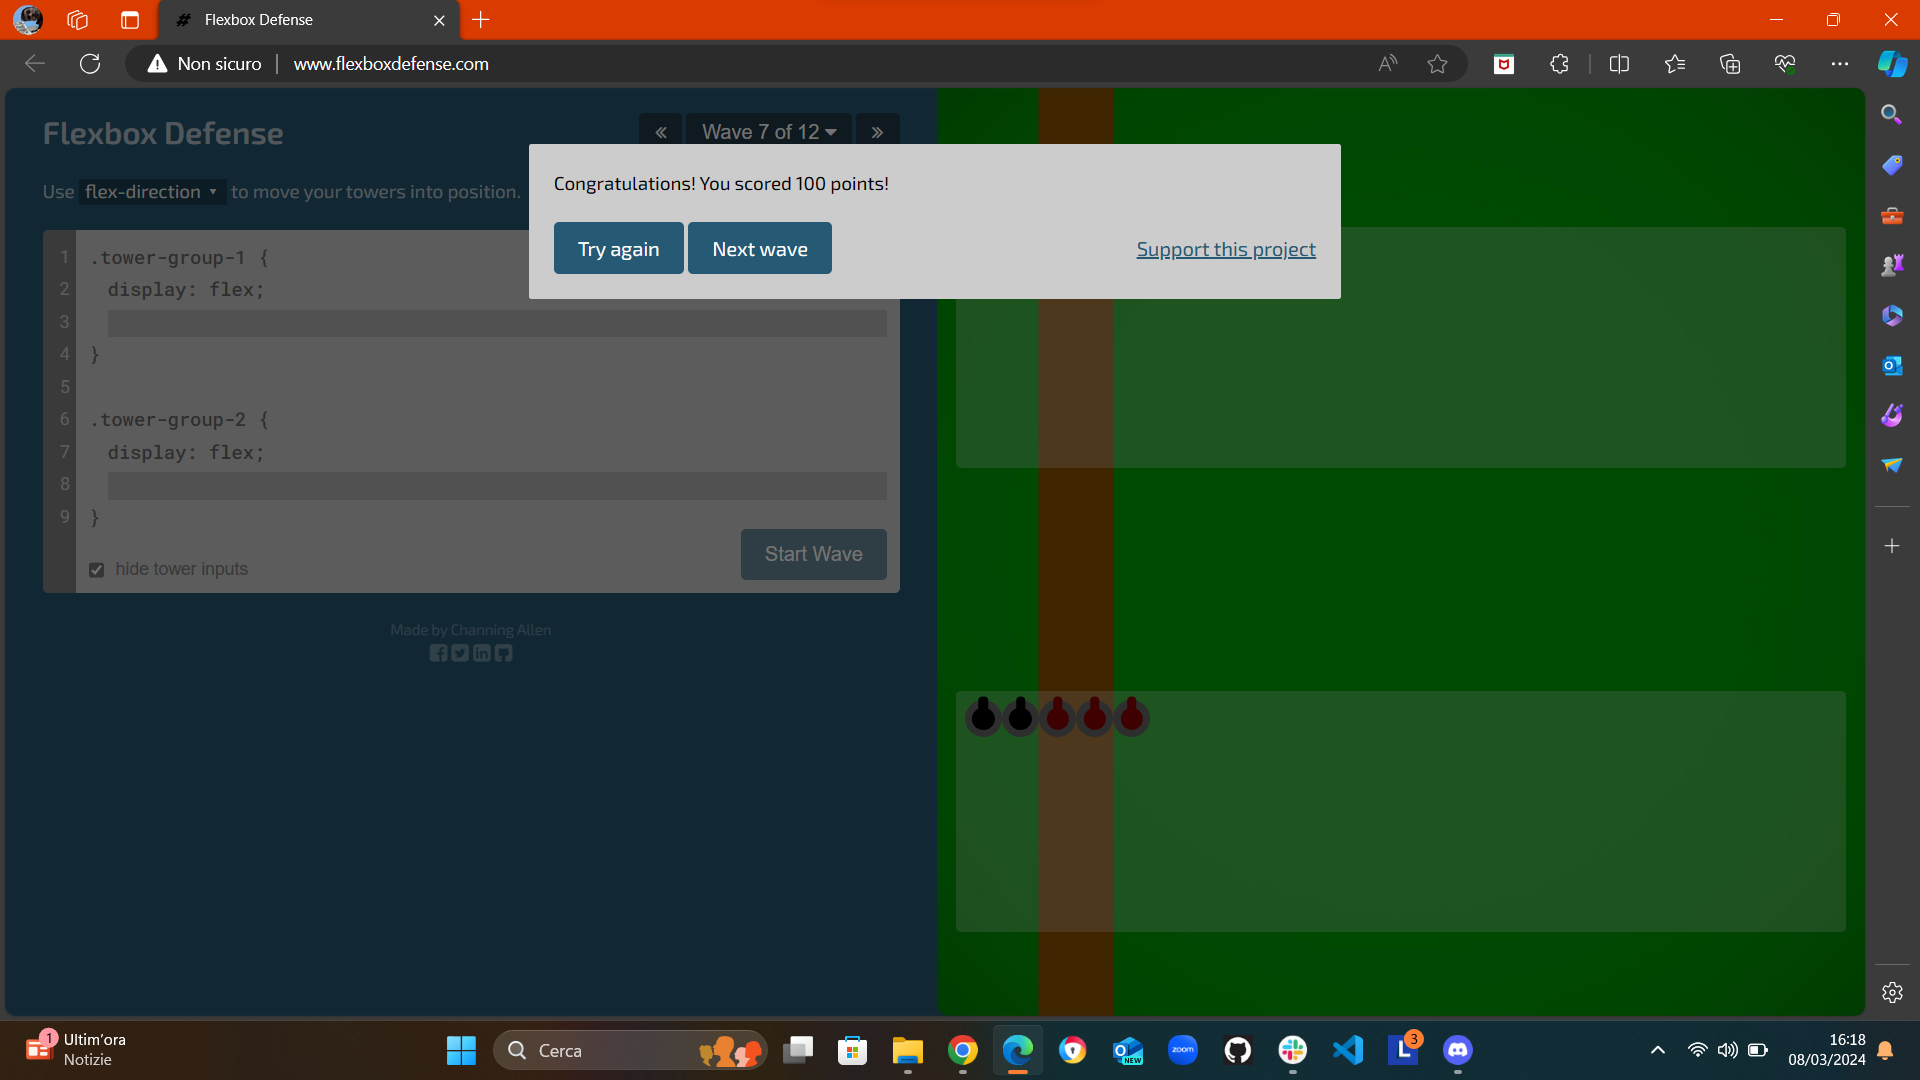 Flexbox Defense
Non sicuro
www.flexboxdefense.com
Flexbox Defense
« Wave 7 of 12 »
Use flex-direction to move your towers into position.
Congratulations! You scored 100 points!
Try again
Next wave
Support this project
1 .tower-group-1 {
2 display: flex;
3
4 }
5
6 .tower-group-2 {
7 display: flex;
8
9 }
hide tower inputs
Start Wave
Made by Channing Allen
1
Ultim'ora
Notizie
Cerca
NEW
zoom
L
3
16:18
08/03/2024